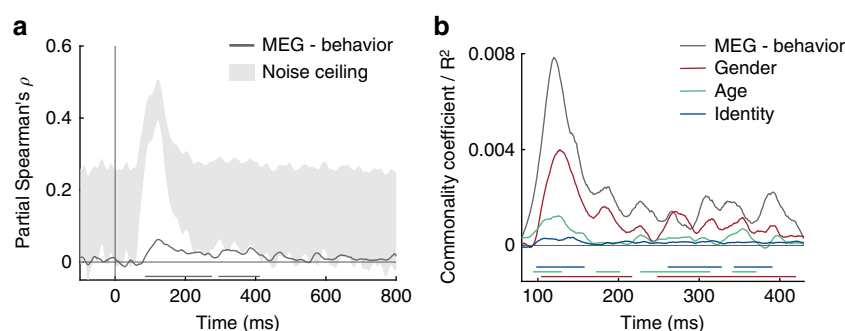 a
0.6
0.4
0.2
0
Partial Spearman's ρ
MEG - behavior
Noise ceiling
0 200 400 600 800
Time (ms)
b
0.008
0.004
0
Commonality coefficient / R²
MEG - behavior
Gender
Age
Identity
100 200 300 400
Time (ms)